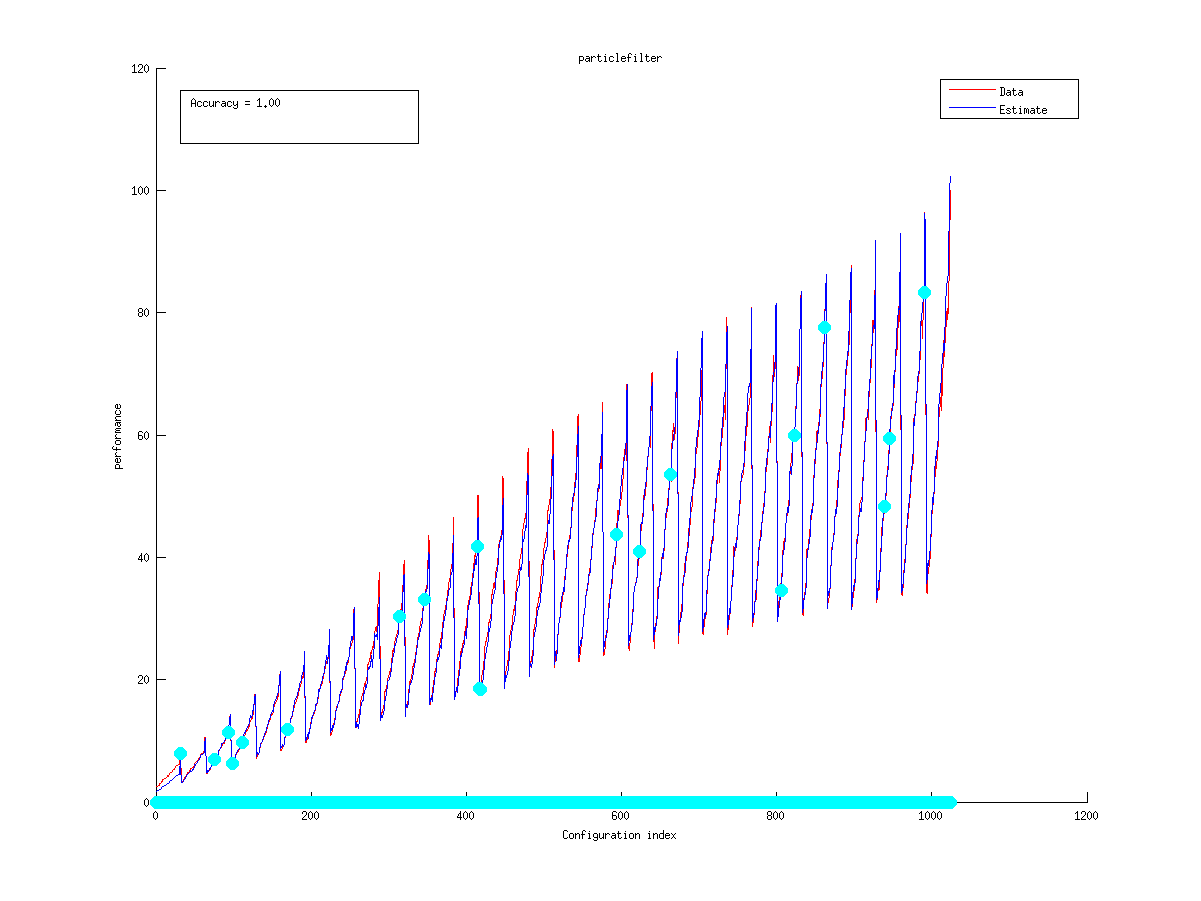 particlefilter
120
Accuracy = 1.00
Data
Estimate
100
80
60
performance
40
20
0
0 200 400 600 800 1000 1200
Configuration index